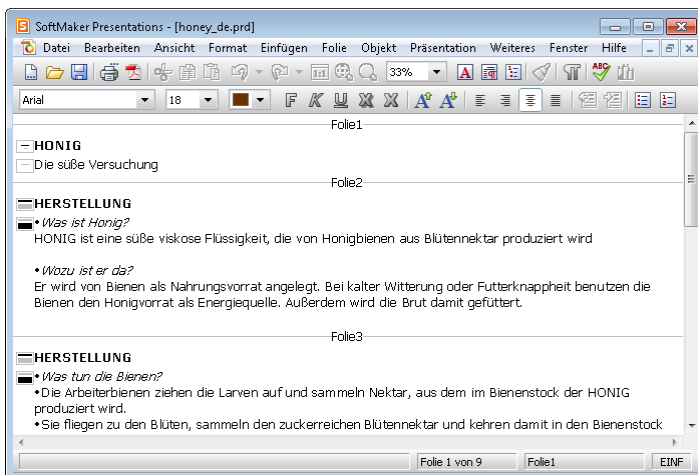 SoftMaker Presentations - [honey_de.prd]
Datei Bearbeiten Ansicht Format Einfügen Folie Objekt Präsentation Weiteres Fenster Hilfe
1:1 33% A ABC
Arial 18 F K U X X A A
Folie1
HONIG
Die süße Versuchung
Folie2
HERSTELLUNG
•Was ist Honig?
HONIG ist eine süße viskose Flüssigkeit, die von Honigbienen aus Blütennektar produziert wird
•Wozu ist er da?
Er wird von Bienen als Nahrungsvorrat angelegt. Bei kalter Witterung oder Futterknappheit benutzen die
Bienen den Honigvorrat als Energiequelle. Außerdem wird die Brut damit gefüttert.
Folie3
HERSTELLUNG
•Was tun die Bienen?
•Die Arbeiterbienen ziehen die Larven auf und sammeln Nektar, aus dem im Bienenstock der HONIG
produziert wird.
•Sie fliegen zu den Blüten, sammeln den zuckerreichen Blütennektar und kehren damit in den Bienenstock
Folie 1 von 9 Folie1 EINF